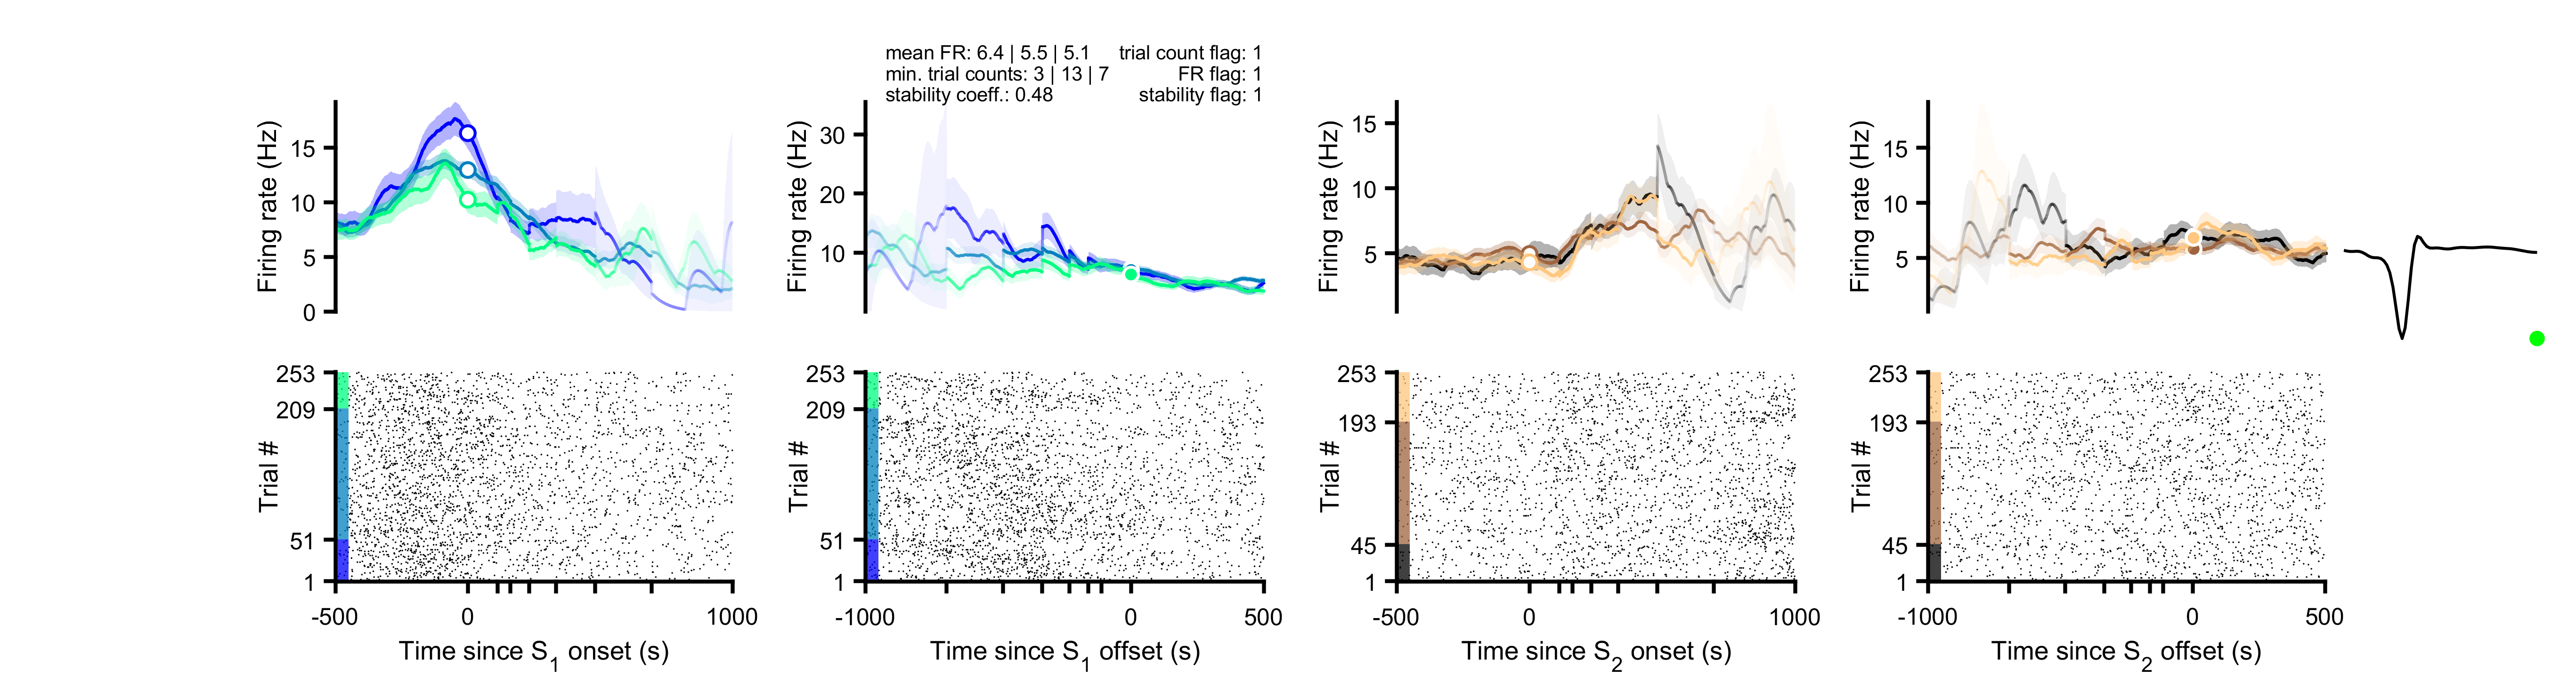 mean FR: 6.4 | 5.5 | 5.1 trial count flag: 1
min. trial counts: 3 | 13 | 7 FR flag: 1
stability coeff.: 0.48 stability flag: 1
Firing rate (Hz)
15
10
5
0
Firing rate (Hz)
30
20
10
Firing rate (Hz)
15
10
5
Firing rate (Hz)
15
10
5
Trial #
253
209
51
1
-500 0 1000
Time since S1 onset (s)
Trial #
253
209
51
1
-1000 0 500
Time since S1 offset (s)
Trial #
253
193
45
1
-500 0 1000
Time since S2 onset (s)
Trial #
253
193
45
1
-1000 0 500
Time since S2 offset (s)